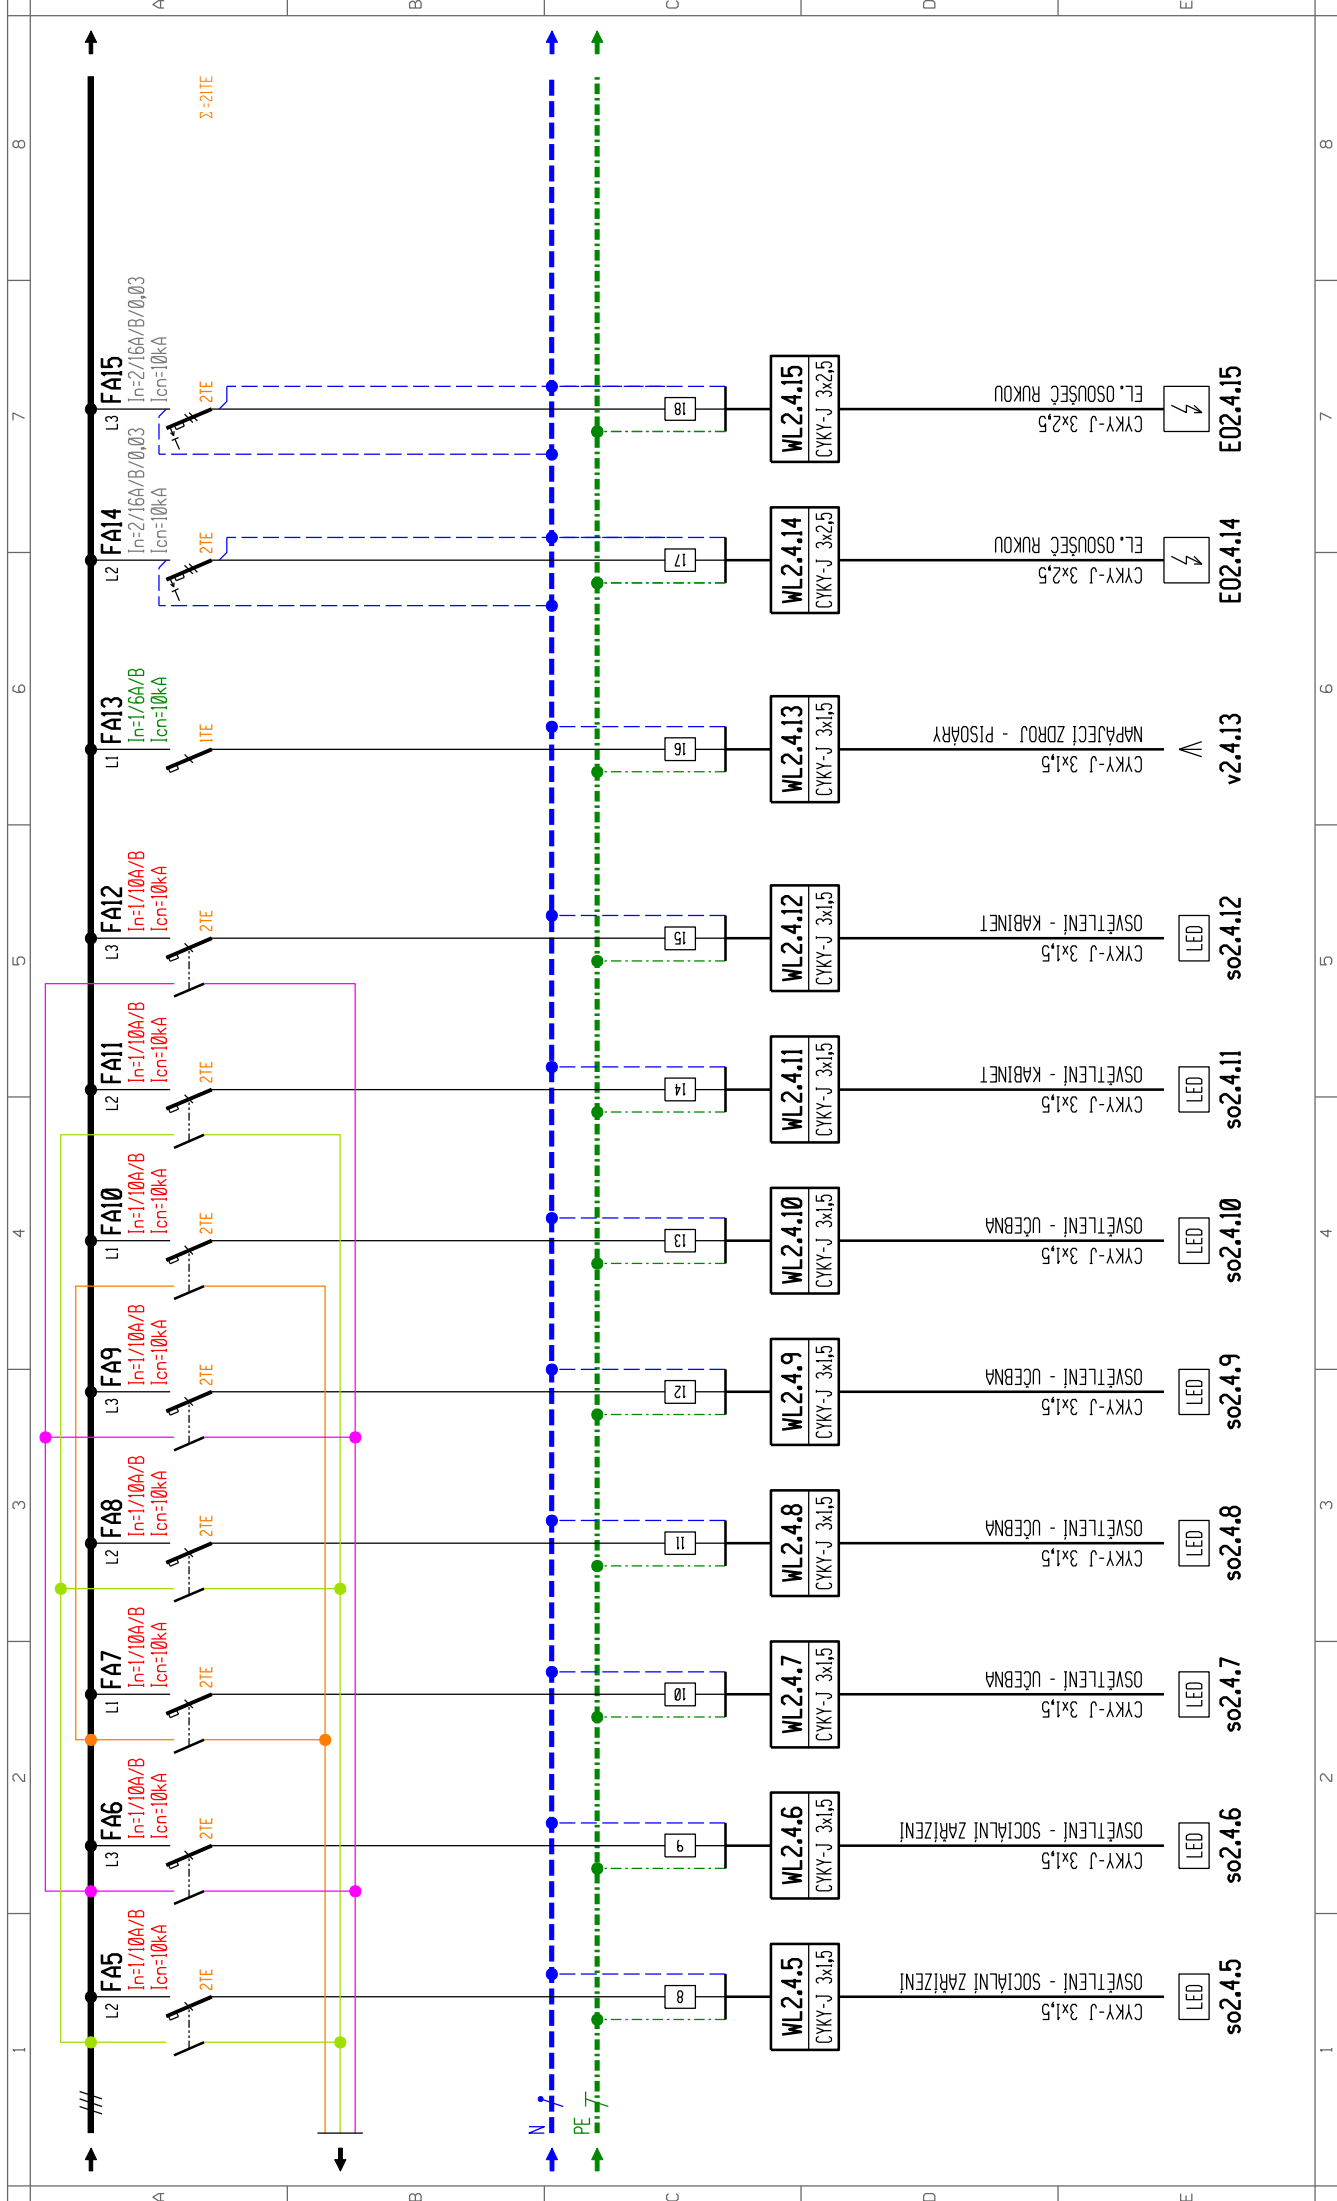 1 2 3 4 5 6 7 8
A A
B B
C C
D D
E E
N
PE
FA5
In=1/10A/B
Icn=10kA
L2
2TE
8
WL2.4.5
CYKY-J 3x1,5
OSVĚTLENÍ - SOCIÁLNÍ ZAŘÍZENÍ
CYKY-J 3x1,5
LED
so2.4.5
FA6
In=1/10A/B
Icn=10kA
L3
2TE
9
WL2.4.6
CYKY-J 3x1,5
OSVĚTLENÍ - SOCIÁLNÍ ZAŘÍZENÍ
CYKY-J 3x1,5
LED
so2.4.6
FA7
In=1/10A/B
Icn=10kA
L1
2TE
10
WL2.4.7
CYKY-J 3x1,5
OSVĚTLENÍ - UČEBNA
CYKY-J 3x1,5
LED
so2.4.7
FA8
In=1/10A/B
Icn=10kA
L2
2TE
11
WL2.4.8
CYKY-J 3x1,5
OSVĚTLENÍ - UČEBNA
CYKY-J 3x1,5
LED
so2.4.8
FA9
In=1/10A/B
Icn=10kA
L3
2TE
12
WL2.4.9
CYKY-J 3x1,5
OSVĚTLENÍ - UČEBNA
CYKY-J 3x1,5
LED
so2.4.9
FA10
In=1/10A/B
Icn=10kA
L1
2TE
13
WL2.4.10
CYKY-J 3x1,5
OSVĚTLENÍ - UČEBNA
CYKY-J 3x1,5
LED
so2.4.10
FA11
In=1/10A/B
Icn=10kA
L2
2TE
14
WL2.4.11
CYKY-J 3x1,5
OSVĚTLENÍ - KABINET
CYKY-J 3x1,5
LED
so2.4.11
FA12
In=1/10A/B
Icn=10kA
L3
2TE
15
WL2.4.12
CYKY-J 3x1,5
OSVĚTLENÍ - KABINET
CYKY-J 3x1,5
LED
so2.4.12
FA13
In=1/6A/B
Icn=10kA
L1
1TE
16
WL2.4.13
CYKY-J 3x1,5
NAPÁJECÍ ZDROJ - PISOÁRY
CYKY-J 3x1,5
v2.4.13
FA14
In=2/16A/B/0,03
Icn=10kA
L2
2TE
17
WL2.4.14
CYKY-J 3x2,5
EL. OSOUŠEČ RUKOU
CYKY-J 3x2,5
EO2.4.14
FA15
In=2/16A/B/0,03
Icn=10kA
L3
2TE
18
WL2.4.15
CYKY-J 3x2,5
EL. OSOUŠEČ RUKOU
CYKY-J 3x2,5
EO2.4.15
Σ=21TE
1 2 3 4 5 6 7 8